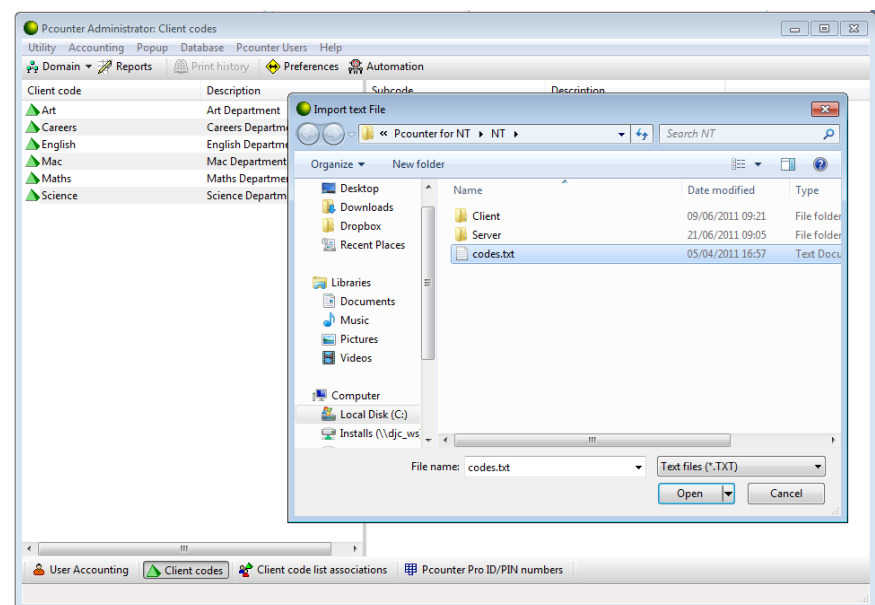 Pcounter Administrator: Client codes
Utility Accounting Popup Database Pcounter Users Help
Domain Reports Print history Preferences Automation
Client code Description Subcode Description
Art Art Department
Careers Careers Departme
English English Departme
Mac Mac Department
Maths Maths Departmen
Science Science Departm
Import text File
« Pcounter for NT NT Search NT
Organize New folder
Desktop
Downloads
Dropbox
Recent Places
Libraries
Documents
Music
Pictures
Videos
Computer
Local Disk (C:)
Installs (\\djc_ws
Name Date modified Type
Client 09/06/2011 09:21 File folder
Server 21/06/2011 09:05 File folder
codes.txt 05/04/2011 16:57 Text Docu
File name: codes.txt Text files (*.TXT)
Open Cancel
User Accounting Client codes Client code list associations Pcounter Pro ID/PIN numbers